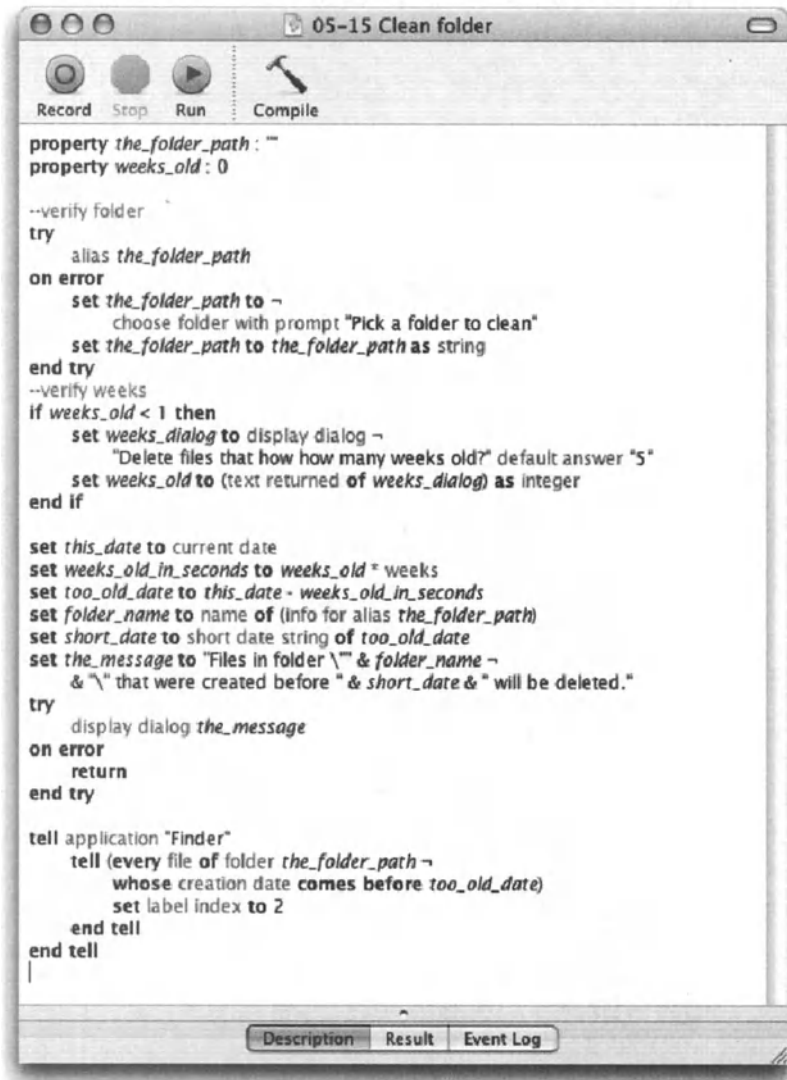 05-15 Clean folder
Record Stop Run Compile
property the_folder_path : ""
property weeks_old : 0
--verify folder
try
alias the_folder_path
on error
set the_folder_path to ¬
choose folder with prompt "Pick a folder to clean"
set the_folder_path to the_folder_path as string
end try
--verify weeks
if weeks_old < 1 then
set weeks_dialog to display dialog ¬
"Delete files that how how many weeks old?" default answer "5"
set weeks_old to (text returned of weeks_dialog) as integer
end if
set this_date to current date
set weeks_old_in_seconds to weeks_old * weeks
set too_old_date to this_date - weeks_old_in_seconds
set folder_name to name of (info for alias the_folder_path)
set short_date to short date string of too_old_date
set the_message to "Files in folder \"" & folder_name ¬
& "\" that were created before " & short_date & " will be deleted."
try
display dialog the_message
on error
return
end try
tell application "Finder"
tell (every file of folder the_folder_path ¬
whose creation date comes before too_old_date)
set label index to 2
end tell
end tell
Description Result Event Log